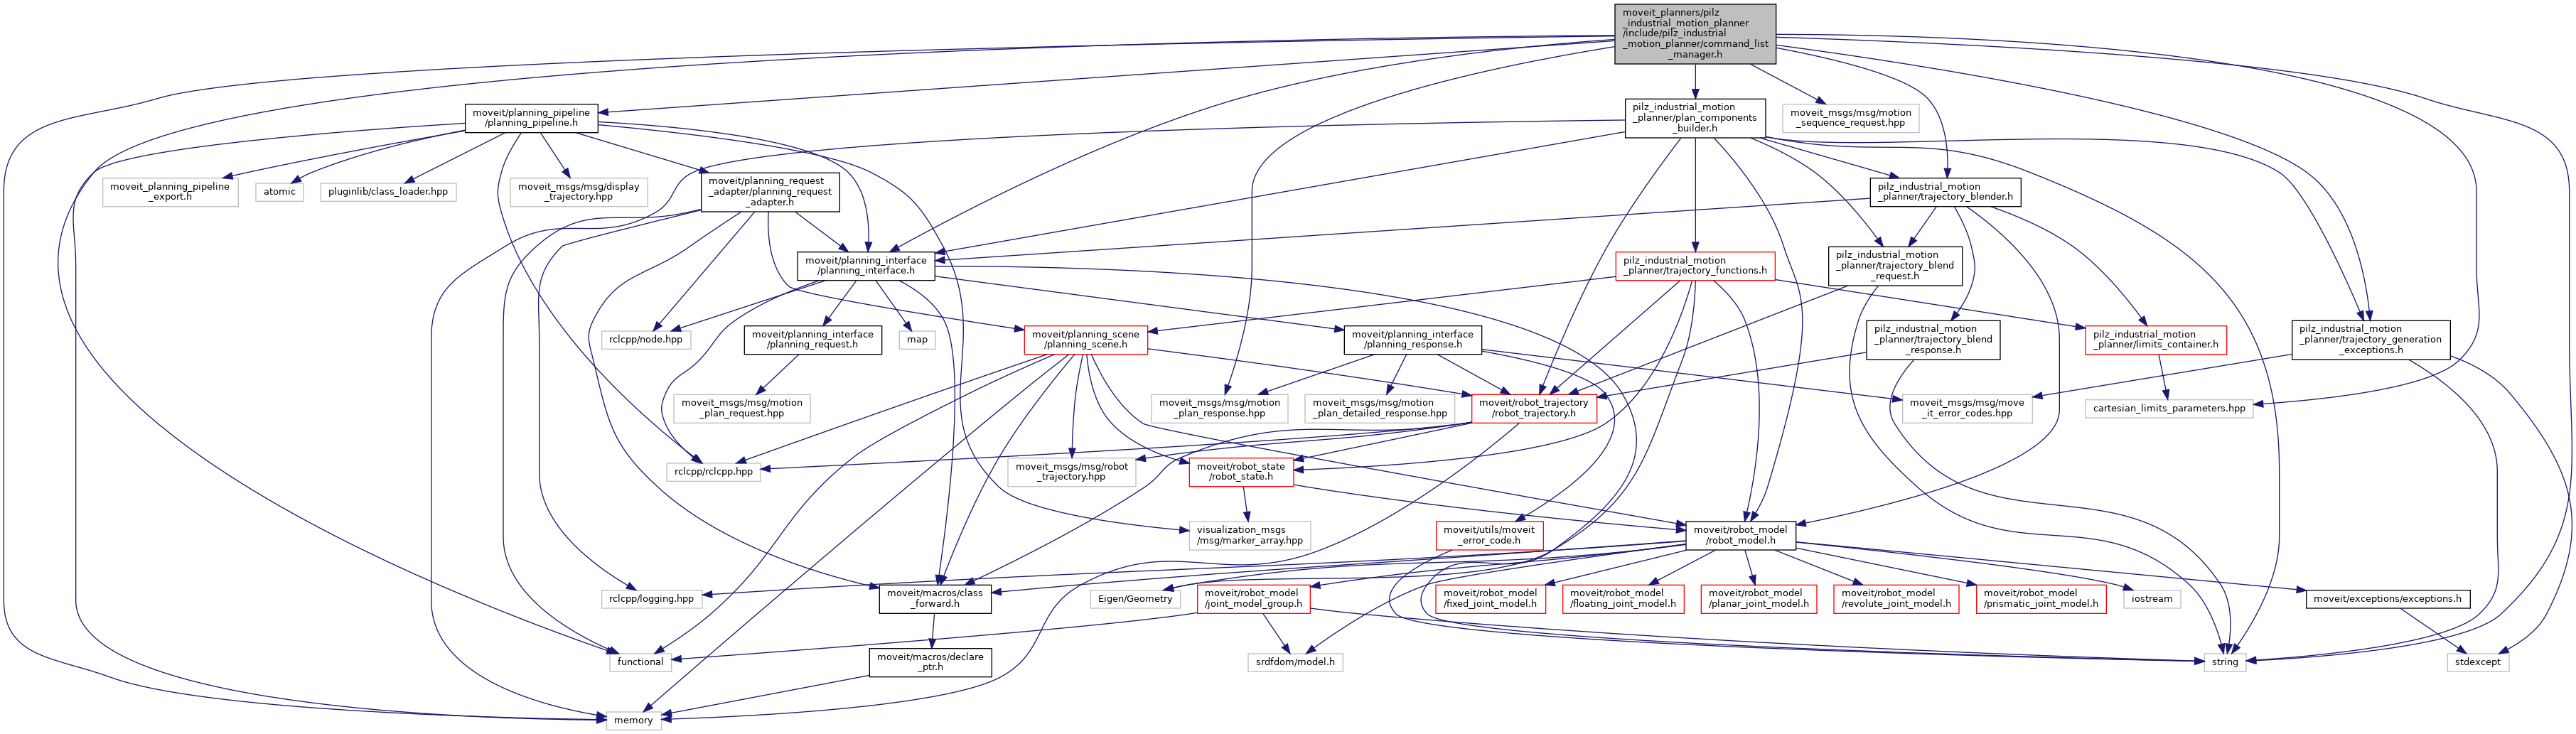 moveit_planners/pilz
_industrial_motion_planner
/include/pilz_industrial
_motion_planner/command_list
_manager.h
moveit/planning_pipeline
/planning_pipeline.h
pilz_industrial_motion
_planner/plan_components
_builder.h
moveit_msgs/msg/motion
_sequence_request.hpp
moveit_planning_pipeline
_export.h
atomic
pluginlib/class_loader.hpp
moveit_msgs/msg/display
_trajectory.hpp
moveit/planning_request
_adapter/planning_request
_adapter.h
pilz_industrial_motion
_planner/trajectory_blender.h
moveit/planning_interface
/planning_interface.h
pilz_industrial_motion
_planner/trajectory_functions.h
pilz_industrial_motion
_planner/trajectory_blend
_request.h
rclcpp/node.hpp
moveit/planning_interface
/planning_request.h
map
moveit/planning_scene
/planning_scene.h
moveit/planning_interface
/planning_response.h
pilz_industrial_motion
_planner/trajectory_blend
_response.h
pilz_industrial_motion
_planner/limits_container.h
pilz_industrial_motion
_planner/trajectory_generation
_exceptions.h
moveit_msgs/msg/motion
_plan_request.hpp
moveit_msgs/msg/motion
_plan_response.hpp
moveit_msgs/msg/motion
_plan_detailed_response.hpp
moveit/robot_trajectory
/robot_trajectory.h
moveit_msgs/msg/move
_it_error_codes.hpp
cartesian_limits_parameters.hpp
rclcpp/rclcpp.hpp
moveit_msgs/msg/robot
_trajectory.hpp
moveit/robot_state
/robot_state.h
visualization_msgs
/msg/marker_array.hpp
moveit/utils/moveit
_error_code.h
moveit/robot_model
/robot_model.h
rclcpp/logging.hpp
moveit/macros/class
_forward.h
Eigen/Geometry
moveit/robot_model
/joint_model_group.h
moveit/robot_model
/fixed_joint_model.h
moveit/robot_model
/floating_joint_model.h
moveit/robot_model
/planar_joint_model.h
moveit/robot_model
/revolute_joint_model.h
moveit/robot_model
/prismatic_joint_model.h
iostream
moveit/exceptions/exceptions.h
functional
moveit/macros/declare
_ptr.h
srdfdom/model.h
string
stdexcept
memory